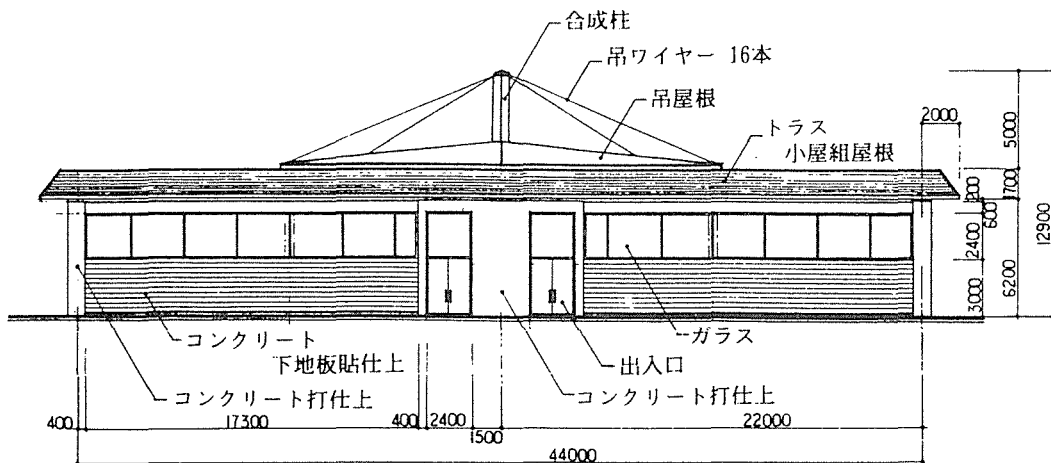 合成柱
吊ワイヤー 16本
吊屋根
トラス
小屋組屋根
2000
5000
1700
200
600
2400
3000
6200
12900
コンクリート
下地板貼仕上
コンクリート打仕上
ガラス
出入口
コンクリート打仕上
400
17300
400
2400
1500
22000
44000